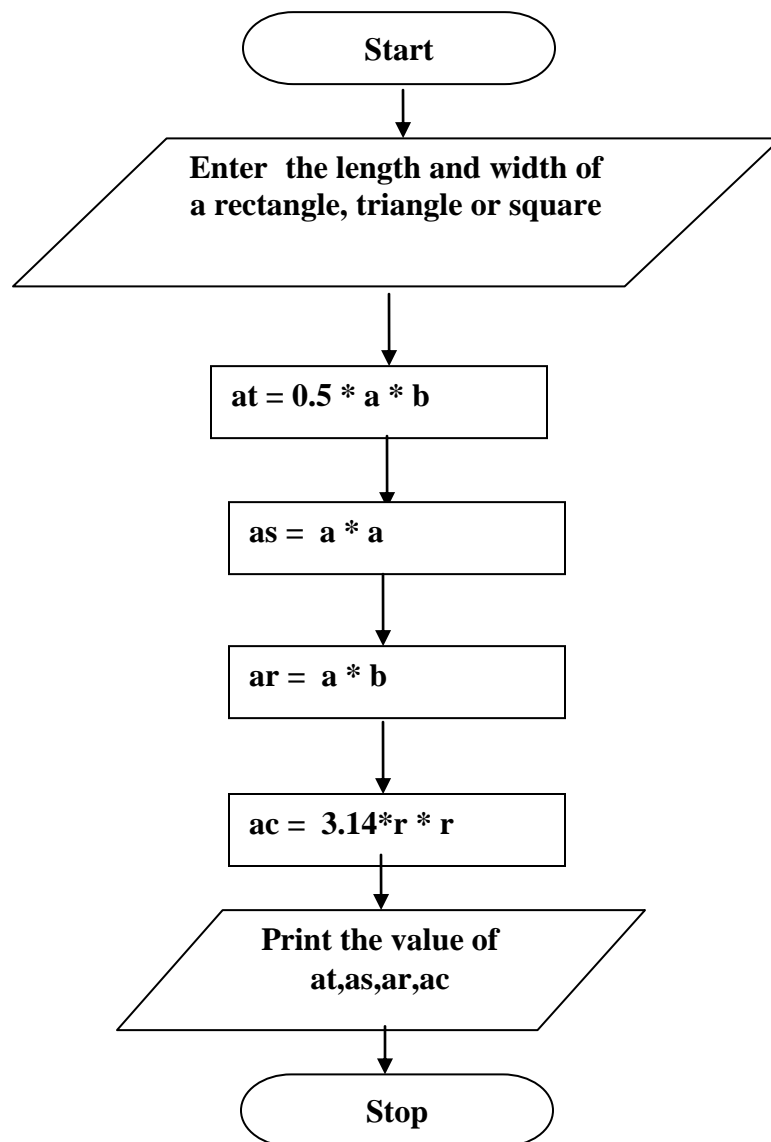 Start
Enter  the length and width of
a rectangle, triangle or square
at = 0.5 * a * b
as =  a * a
ar =  a * b
ac =  3.14*r * r
Print the value of
at,as,ar,ac
Stop